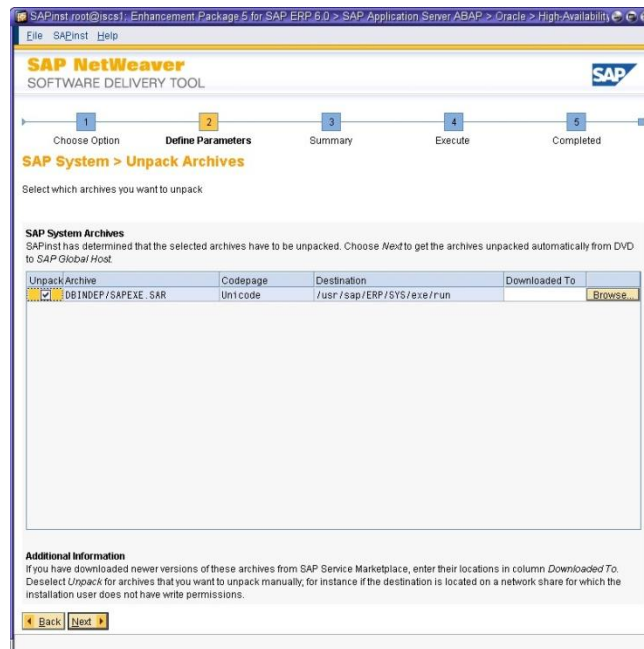 SAPinst root@iscs1: Enhancement Package 5 for SAP ERP 6.0 > SAP Application Server ABAP > Oracle > High-Availability
File SAPinst Help
SAP NetWeaver
SOFTWARE DELIVERY TOOL
SAP
1 2 3 4 5
Choose Option Define Parameters Summary Execute Completed
SAP System > Unpack Archives
Select which archives you want to unpack
SAP System Archives
SAPinst has determined that the selected archives have to be unpacked. Choose Next to get the archives unpacked automatically from DVD
to SAP Global Host.
Unpack Archive Codepage Destination Downloaded To
DBINDEP/SAPEXE.SAR Unicode /usr/sap/ERP/SYS/exe/run Browse...
Additional Information
If you have downloaded newer versions of these archives from SAP Service Marketplace, enter their locations in column Downloaded To.
Deselect Unpack for archives that you want to unpack manually; for instance if the destination is located on a network share for which the
installation user does not have write permissions.
Back Next